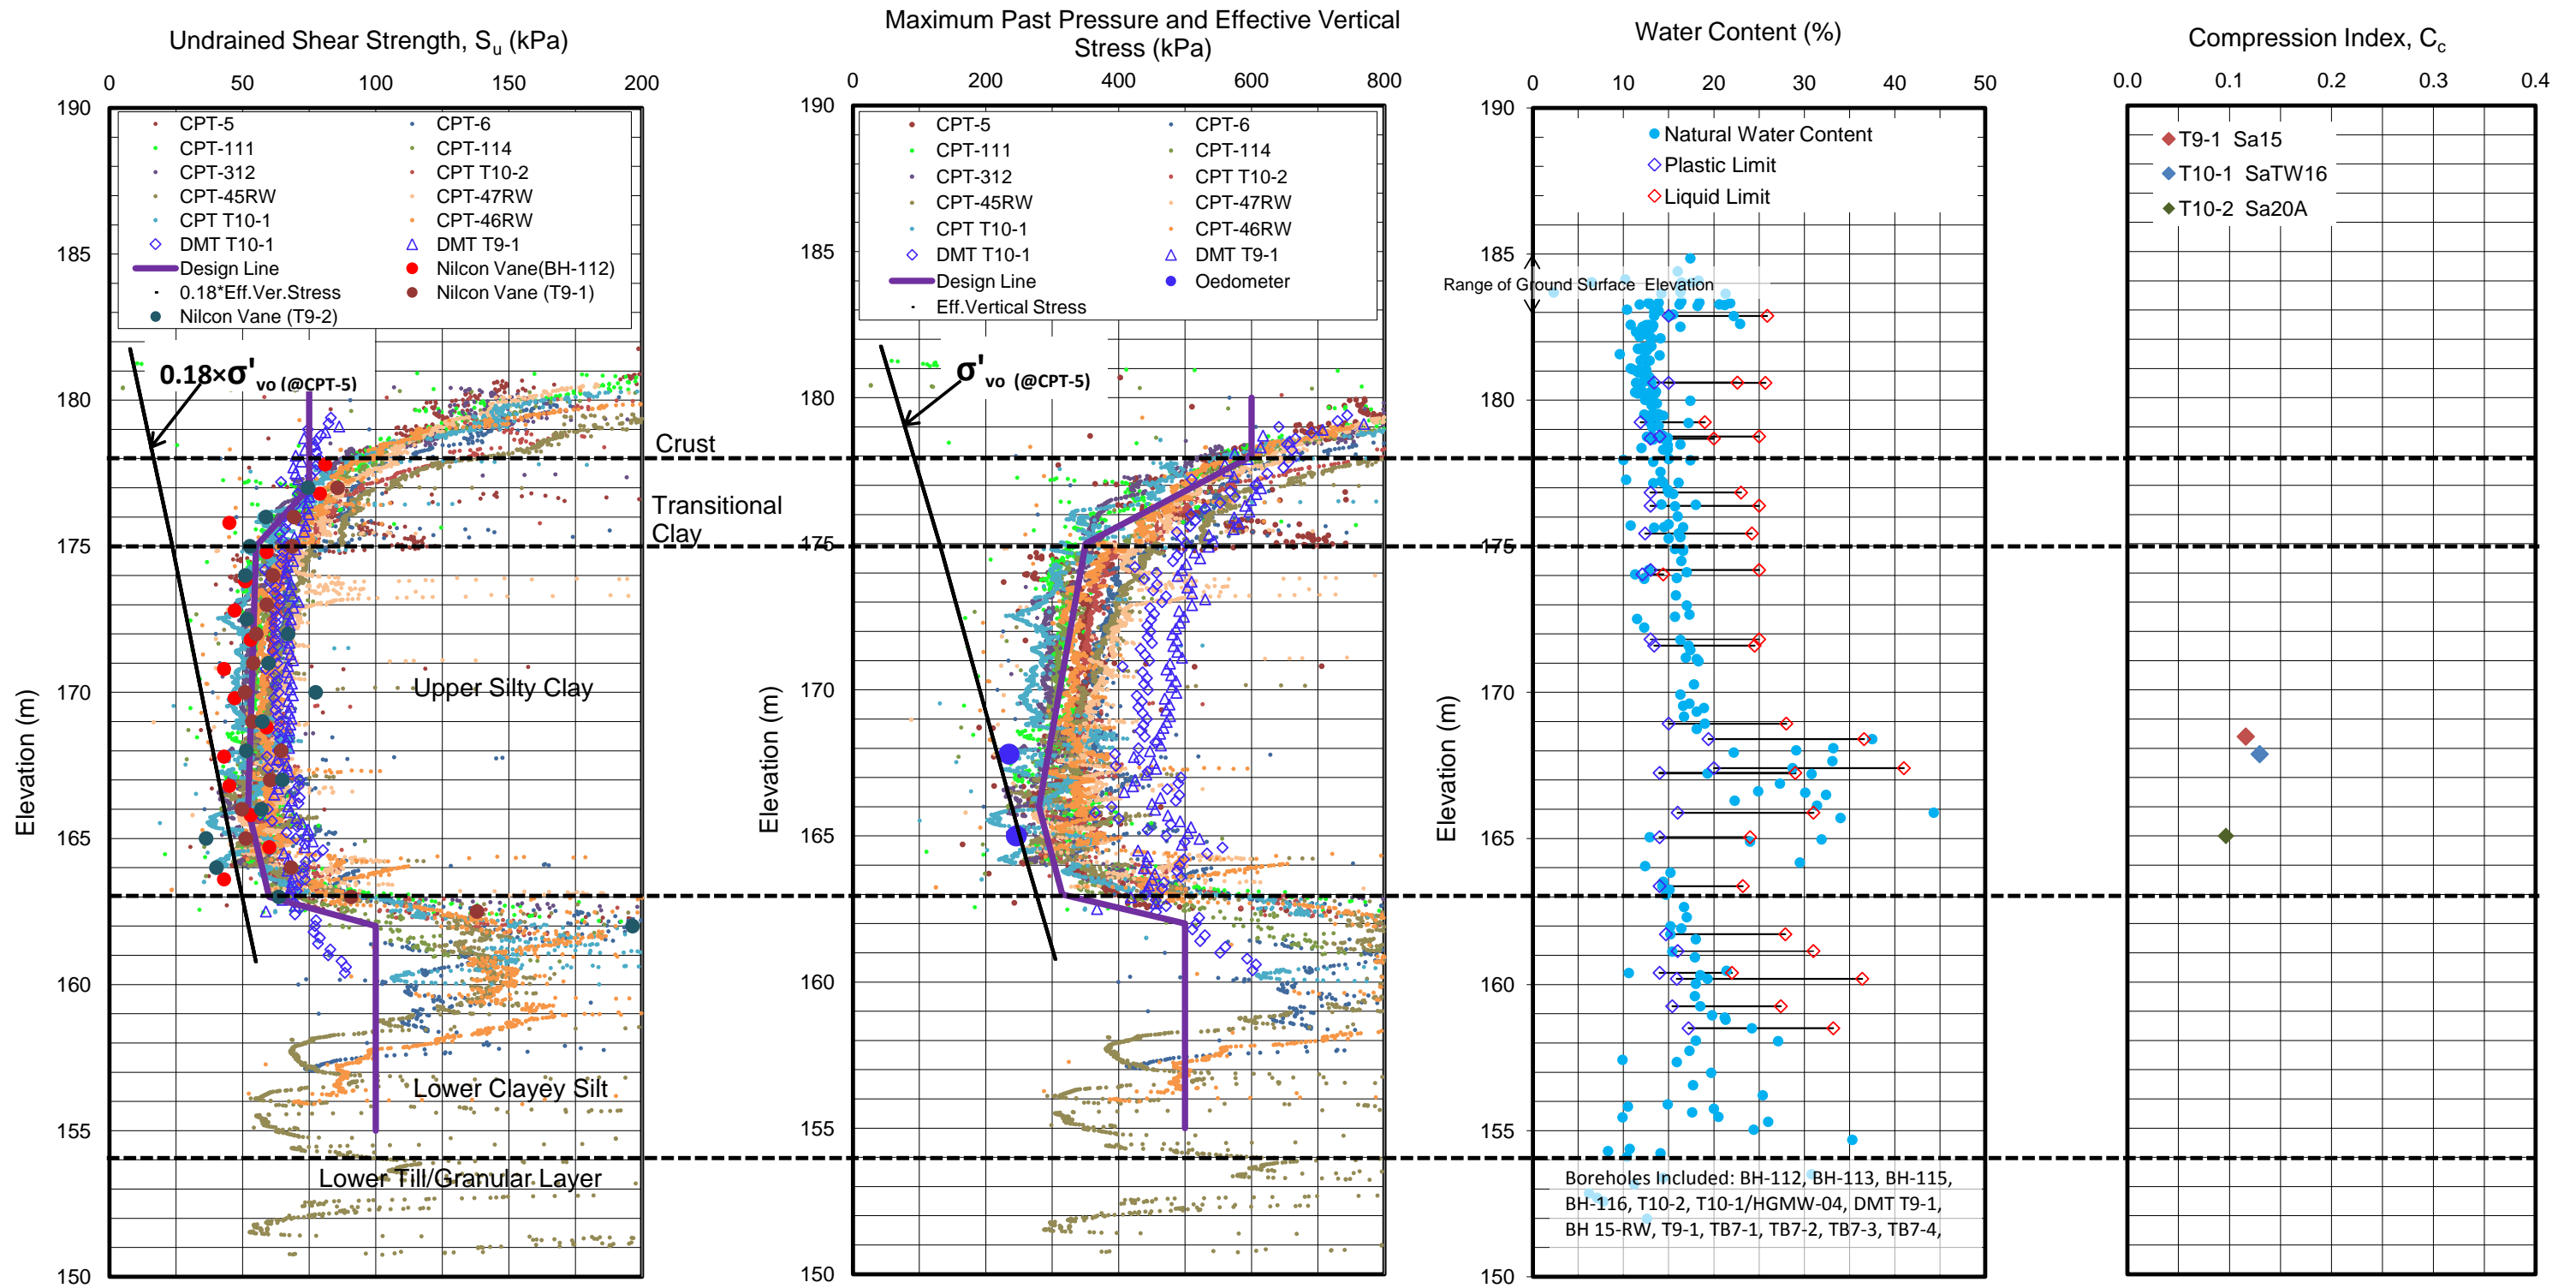 Undrained Shear Strength, Su (kPa)
0 50 100 150 200
190
185
180
175
170
165
160
155
150
Elevation (m)
CPT-5 CPT-6
CPT-111 CPT-114
CPT-312 CPT T10-2
CPT-45RW CPT-47RW
CPT T10-1 CPT-46RW
DMT T10-1 DMT T9-1
Design Line Nilcon Vane(BH-112)
0.18*Eff.Ver.Stress Nilcon Vane (T9-1)
Nilcon Vane (T9-2)
0.18×σ'vo (@CPT-5)
Crust
Transitional
Clay
Upper Silty Clay
Lower Clayey Silt
Lower Till/Granular Layer
Maximum Past Pressure and Effective Vertical
Stress (kPa)
0 200 400 600 800
190
185
180
175
170
165
160
155
150
Elevation (m)
CPT-5 CPT-6
CPT-111 CPT-114
CPT-312 CPT T10-2
CPT-45RW CPT-47RW
CPT T10-1 CPT-46RW
DMT T10-1 DMT T9-1
Design Line Oedometer
Eff.Vertical Stress
σ'vo (@CPT-5)
Water Content (%)
0 10 20 30 40 50
190
185
180
175
170
165
160
155
150
Elevation (m)
Natural Water Content
Plastic Limit
Liquid Limit
Range of Ground Surface Elevation
Boreholes Included: BH-112, BH-113, BH-115,
BH-116, T10-2, T10-1/HGMW-04, DMT T9-1,
BH 15-RW, T9-1, TB7-1, TB7-2, TB7-3, TB7-4,
Compression Index, Cc
0.0 0.1 0.2 0.3 0.4
T9-1 Sa15
T10-1 SaTW16
T10-2 Sa20A